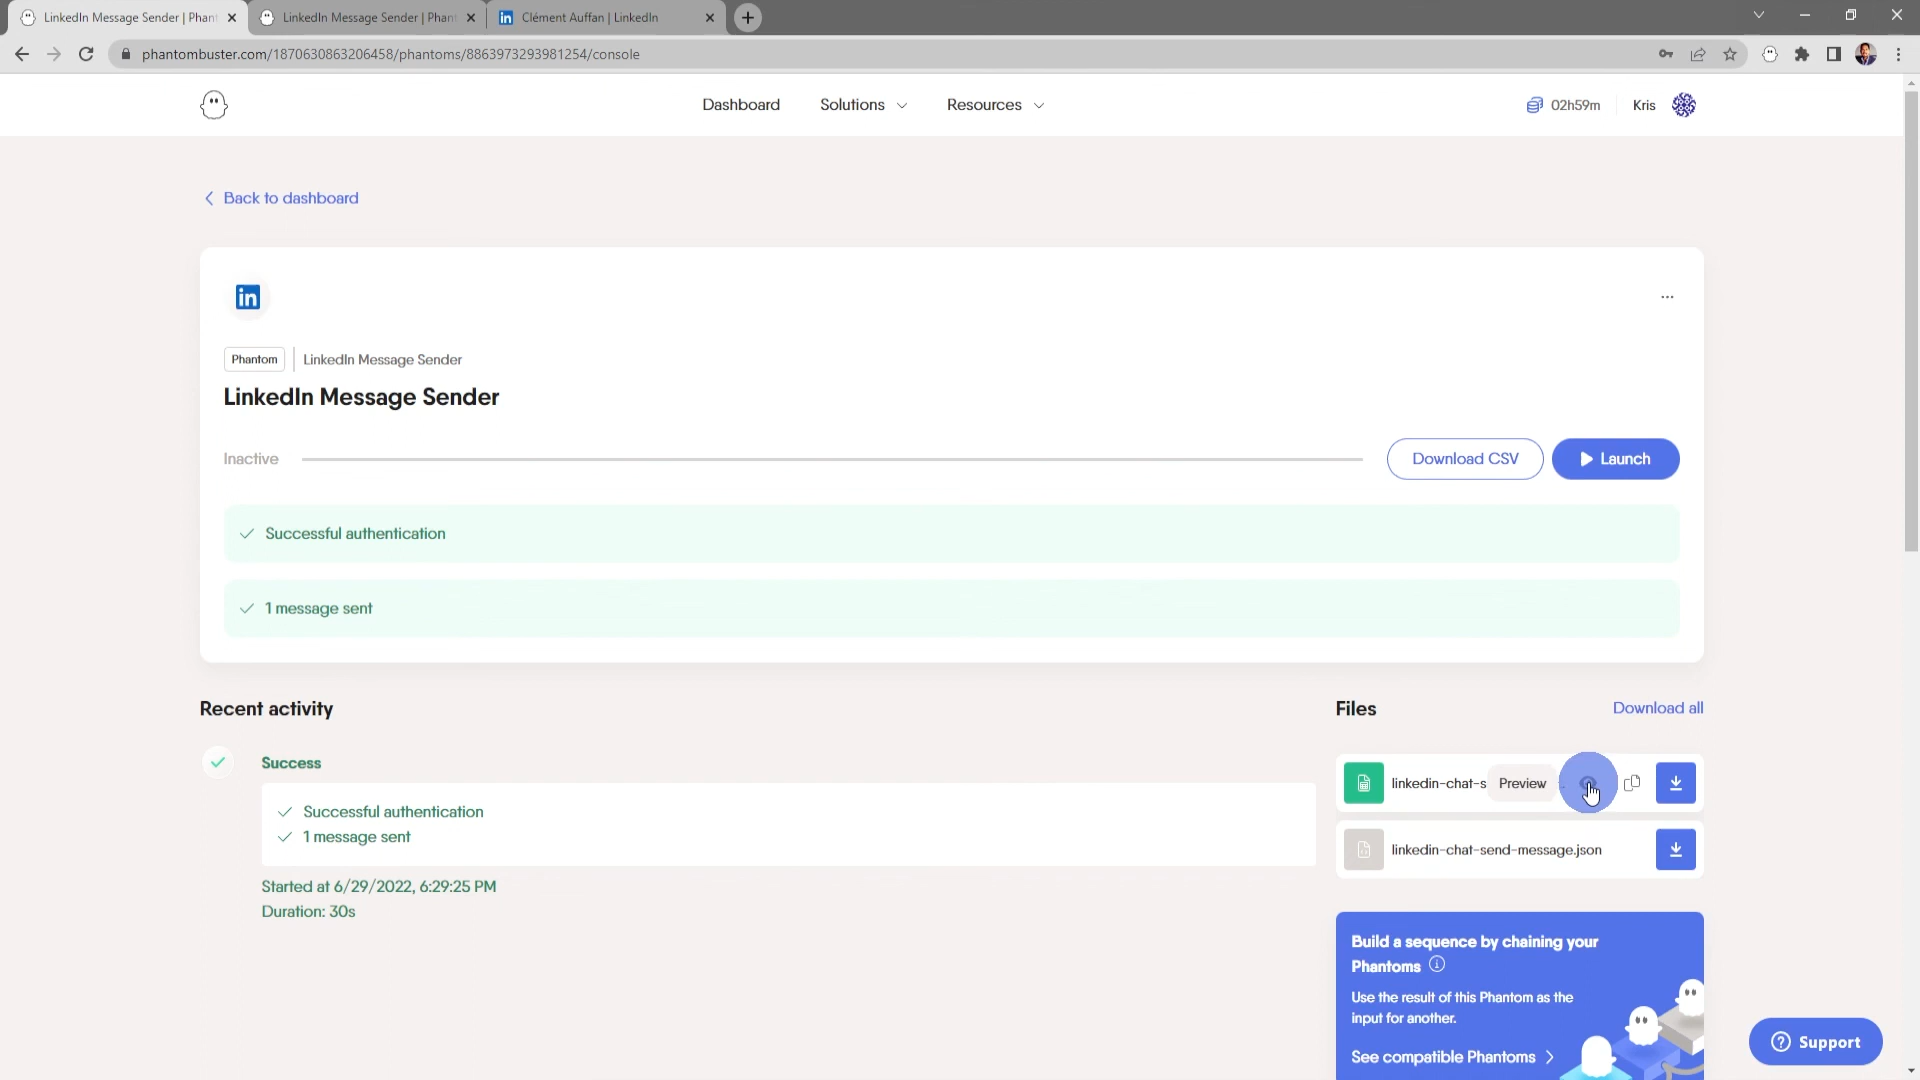 LinkedIn Message Sender | Phant
LinkedIn Message Sender | Phant
Clément Auffan | LinkedIn
phantombuster.com/1870630863206458/phantoms/8863973293981254/console
Dashboard
Solutions
Resources
02h59m
Kris
Back to dashboard
in
...
Phantom
LinkedIn Message Sender
LinkedIn Message Sender
Inactive
Download CSV
Launch
Successful authentication
1 message sent
Recent activity
Success
Successful authentication
1 message sent
Started at 6/29/2022, 6:29:25 PM
Duration: 30s
Files
Download all
linkedin-chat-s
Preview
linkedin-chat-send-message.json
Build a sequence by chaining your
Phantoms
Use the result of this Phantom as the
input for another.
See compatible Phantoms
Support